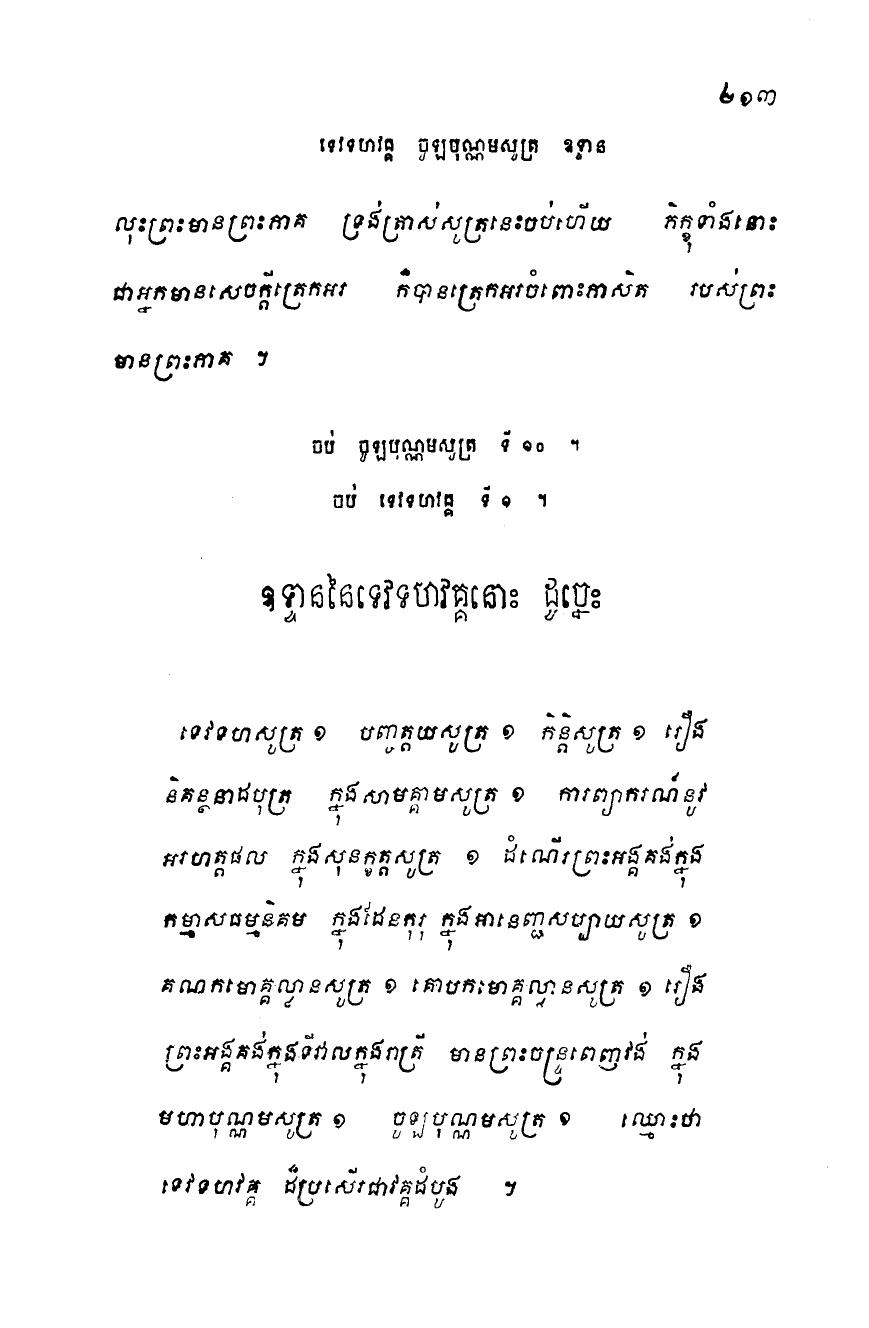 ២១៣
ទេវទហវគ្គ ចូឡបុណ្ណមសូត្រ ឧទ្ទាន
លុះព្រះមានព្រះភាគ ទ្រង់ត្រាស់សូត្រនេះចប់ហើយ ភិក្ខុទាំងនោះ
ជាអ្នកមានសេចក្តីត្រេកអរ ក៏បានត្រេកអរចំពោះភាសិត របស់ព្រះ
មានព្រះភាគ ។
ចប់ ចូឡបុណ្ណមសូត្រ ទី ១០ ។
ចប់ ទេវទហវគ្គ ទី ១ ។
ឧទ្ទាននៃទេវទហវគ្គនោះ ដូច្នេះ
ទេវទហសូត្រ ១ បញ្ចត្តយសូត្រ ១ កិន្តិសូត្រ ១ រឿង
និគន្ថនាដបុត្រ ក្នុងសាមគ្គាមសូត្រ ១ ការព្យាករណ៍នូវ
អរហត្តផល ក្នុងសុនក្ខត្តសូត្រ ១ ដំណើរព្រះអង្គគង់ក្នុង
កម្មាសធម្មនិគម ក្នុងដែនកុរុ ក្នុងអានេញ្ជសប្បាយសូត្រ ១
គណកមោគ្គល្លានសូត្រ ១ គោបកមោគ្គល្លានសូត្រ ១ រឿង
ព្រះអង្គគង់ក្នុងទីវាលក្នុងរាត្រី មានព្រះចន្ទ្រពេញវង់ ក្នុង
មហាបុណ្ណមសូត្រ ១ ចូឡបុណ្ណមសូត្រ ១ ឈ្មោះថា
ទេវទហវគ្គ ដ៏ប្រសើរជាវគ្គដំបូង ។